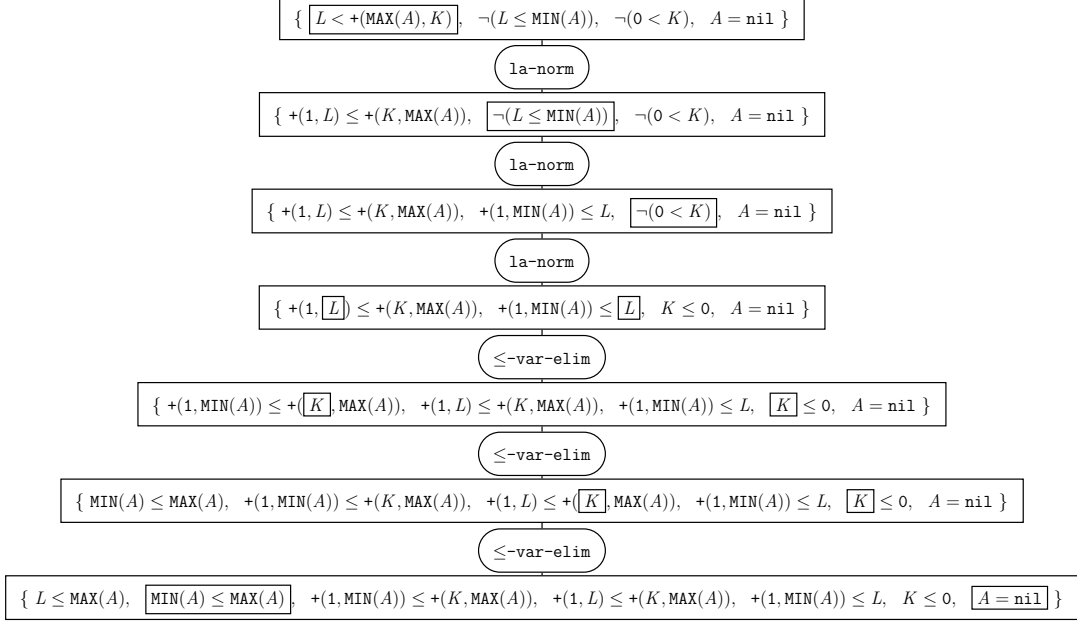 { L < +(MAX(A), K), ¬(L ≤ MIN(A)), ¬(0 < K), A = nil }
la-norm
{ +(1, L) ≤ +(K, MAX(A)), ¬(L ≤ MIN(A)), ¬(0 < K), A = nil }
la-norm
{ +(1, L) ≤ +(K, MAX(A)), +(1, MIN(A)) ≤ L, ¬(0 < K), A = nil }
la-norm
{ +(1, L) ≤ +(K, MAX(A)), +(1, MIN(A)) ≤ L, K ≤ 0, A = nil }
≤-var-elim
{ +(1, MIN(A)) ≤ +(K, MAX(A)), +(1, L) ≤ +(K, MAX(A)), +(1, MIN(A)) ≤ L, K ≤ 0, A = nil }
≤-var-elim
{ MIN(A) ≤ MAX(A), +(1, MIN(A)) ≤ +(K, MAX(A)), +(1, L) ≤ +(K, MAX(A)), +(1, MIN(A)) ≤ L, K ≤ 0, A = nil }
≤-var-elim
{ L ≤ MAX(A), MIN(A) ≤ MAX(A), +(1, MIN(A)) ≤ +(K, MAX(A)), +(1, L) ≤ +(K, MAX(A)), +(1, MIN(A)) ≤ L, K ≤ 0, A = nil }